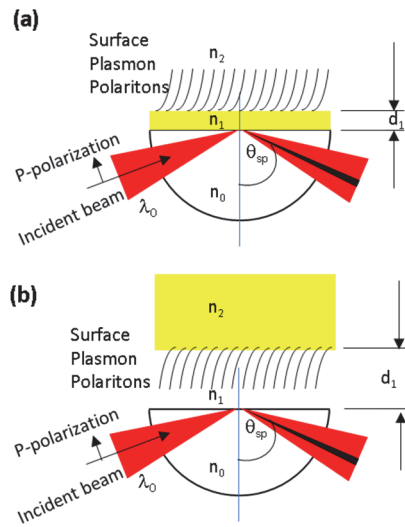 (a)
Surface
Plasmon
Polaritons
n2
n1
d1
P-polarization
Incident beam
λ0
θsp
n0
(b)
n2
Surface
Plasmon
Polaritons
n1
d1
P-polarization
Incident beam
λ0
θsp
n0